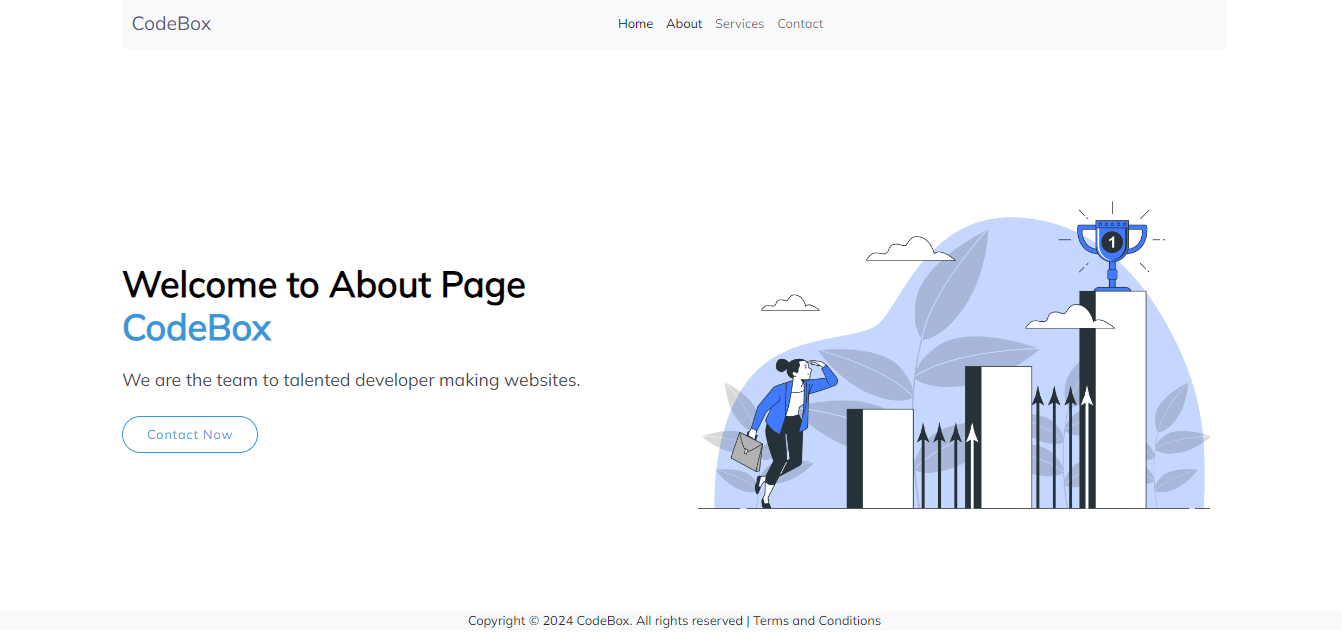 CodeBox
Home About Services Contact
Welcome to About Page
CodeBox
We are the team to talented developer making websites.
Contact Now
1
Copyright © 2024 CodeBox. All rights reserved | Terms and Conditions